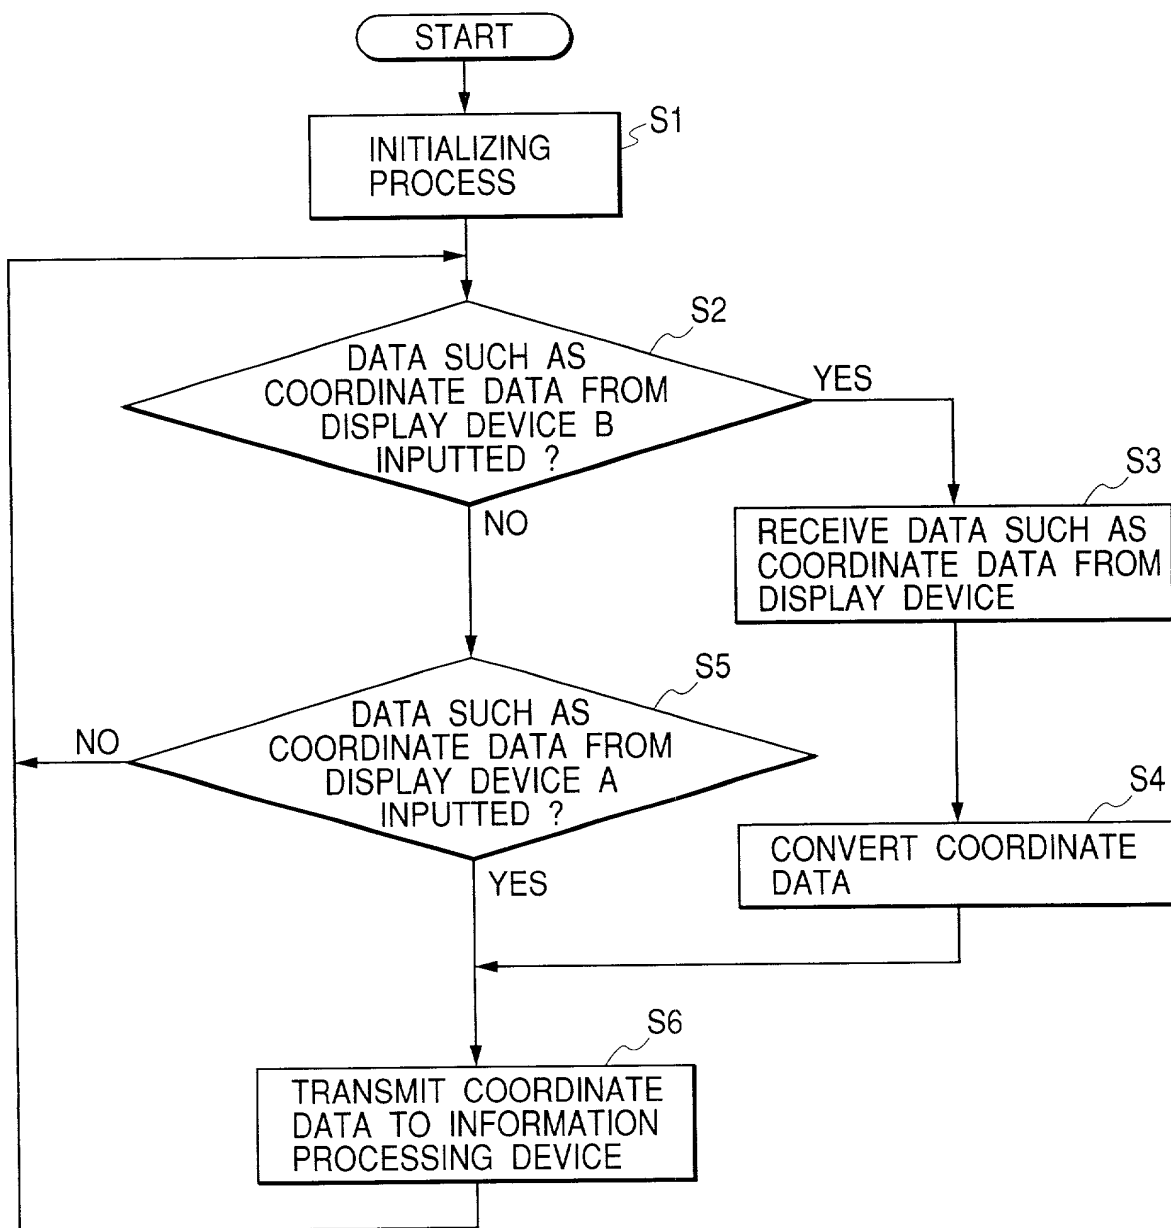 START
S1
INITIALIZING
PROCESS
S2
DATA SUCH AS
COORDINATE DATA FROM
DISPLAY DEVICE B
INPUTTED ?
YES
NO
S3
RECEIVE DATA SUCH AS
COORDINATE DATA FROM
DISPLAY DEVICE
S5
DATA SUCH AS
COORDINATE DATA FROM
DISPLAY DEVICE A
INPUTTED ?
NO
YES
S4
CONVERT COORDINATE
DATA
S6
TRANSMIT COORDINATE
DATA TO INFORMATION
PROCESSING DEVICE